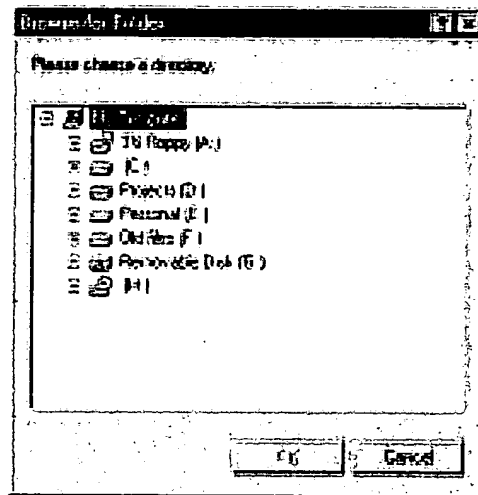 Browse for Folder
Please choose a directory.
3½ Floppy (A:)
(C:)
Projects (D:)
Personal (E:)
Old files (F:)
Removable Disk (G:)
(H:)
OK
Cancel